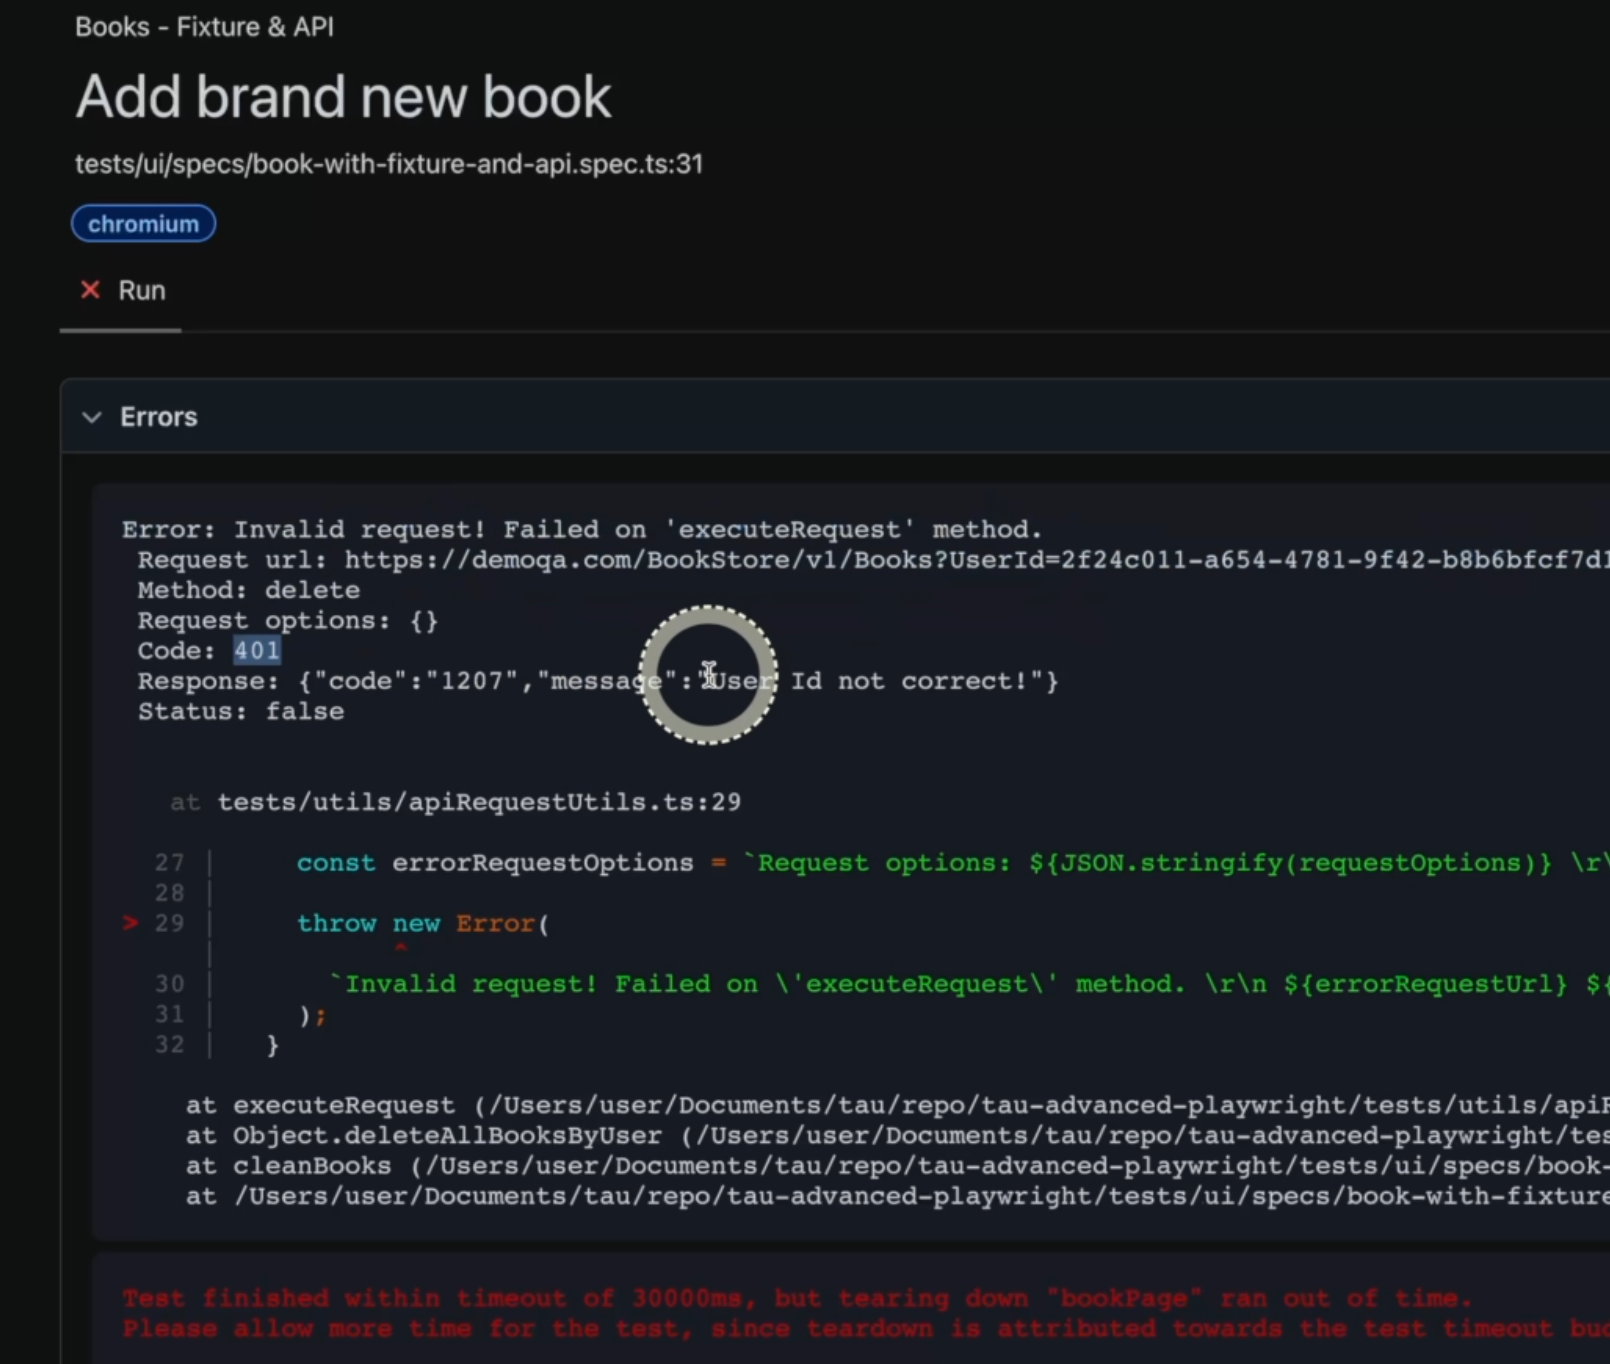 Books - Fixture & API
Add brand new book
tests/ui/specs/book-with-fixture-and-api.spec.ts:31
chromium
✕ Run
Errors
Error: Invalid request! Failed on 'executeRequest' method.
Request url: https://demoqa.com/BookStore/v1/Books?UserId=2f24c011-a654-4781-9f42-b8b6bfcf7d1
Method: delete
Request options: {}
Code: 401
Response: {"code":"1207","message":"User Id not correct!"}
Status: false
at tests/utils/apiRequestUtils.ts:29
27 | const errorRequestOptions = `Request options: ${JSON.stringify(requestOptions)} \r\
28 |
> 29 | throw new Error(
| ^
30 | `Invalid request! Failed on \'executeRequest\' method. \r\n ${errorRequestUrl} ${
31 | );
32 | }
at executeRequest (/Users/user/Documents/tau/repo/tau-advanced-playwright/tests/utils/apiR
at Object.deleteAllBooksByUser (/Users/user/Documents/tau/repo/tau-advanced-playwright/tes
at cleanBooks (/Users/user/Documents/tau/repo/tau-advanced-playwright/tests/ui/specs/book-
at /Users/user/Documents/tau/repo/tau-advanced-playwright/tests/ui/specs/book-with-fixture
Test finished within timeout of 30000ms, but tearing down "bookPage" ran out of time.
Please allow more time for the test, since teardown is attributed towards the test timeout bud